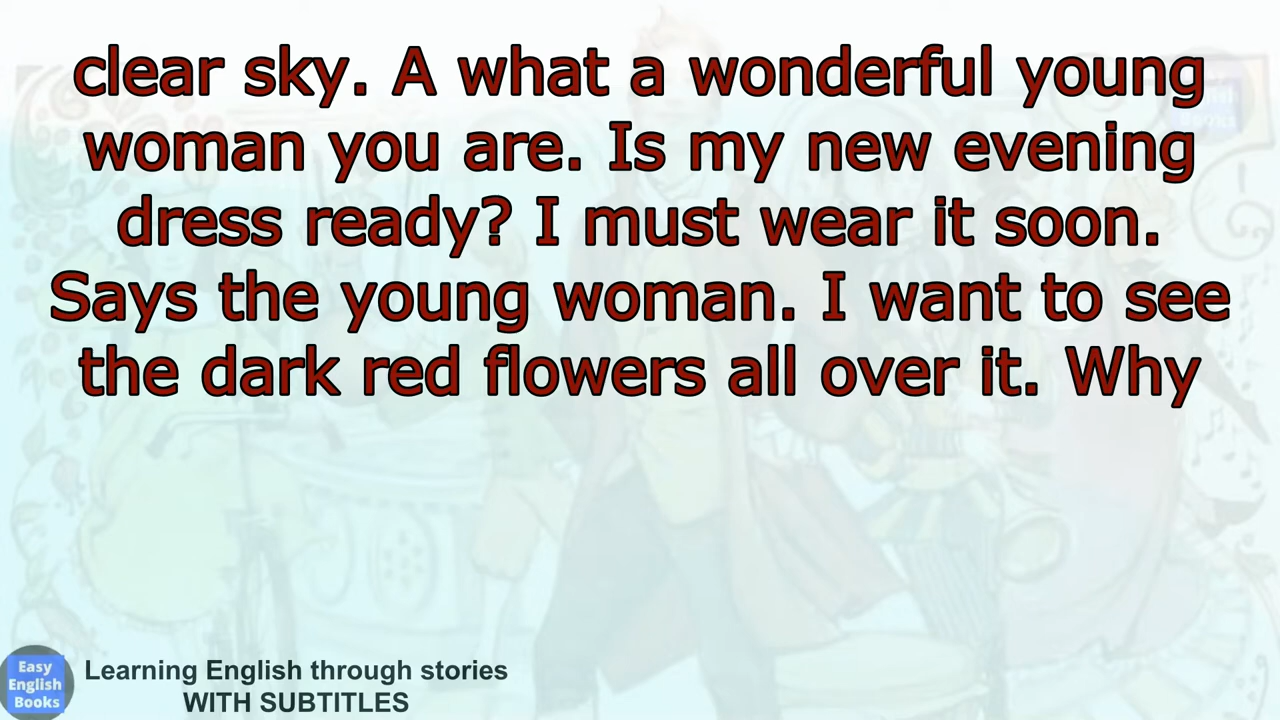 clear sky. A what a wonderful young
woman you are. Is my new evening
dress ready? I must wear it soon.
Says the young woman. I want to see
the dark red flowers all over it. Why
Easy
English
Books
Learning English through stories
WITH SUBTITLES